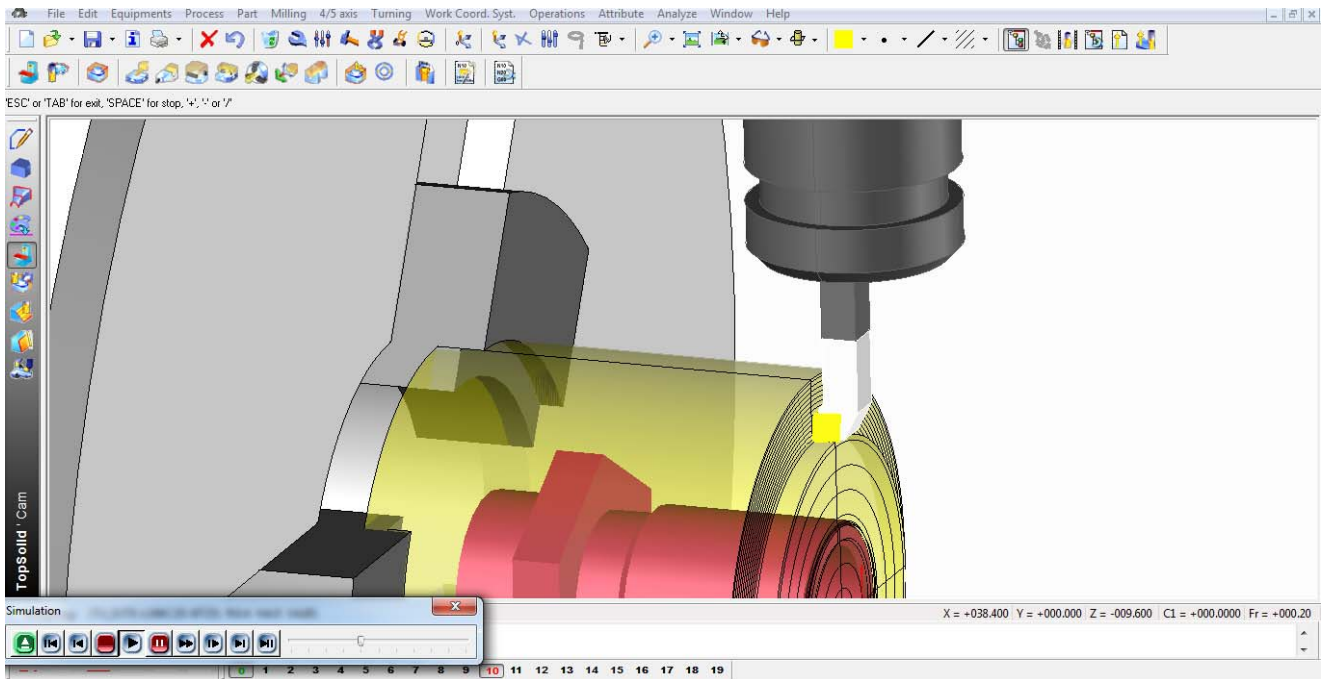 File Edit Equipments Process Part Milling 4/5 axis Turning Work Coord. Syst. Operations Attribute Analyze Window Help
'ESC' or 'TAB' for exit, 'SPACE' for stop, '+', '-' or '/'
TopSolid ' Cam
Simulation
X = +038.400 Y = +000.000 Z = -009.600 C1 = +000.0000 Fr = +000.20
0 1 2 3 4 5 6 7 8 9 10 11 12 13 14 15 16 17 18 19